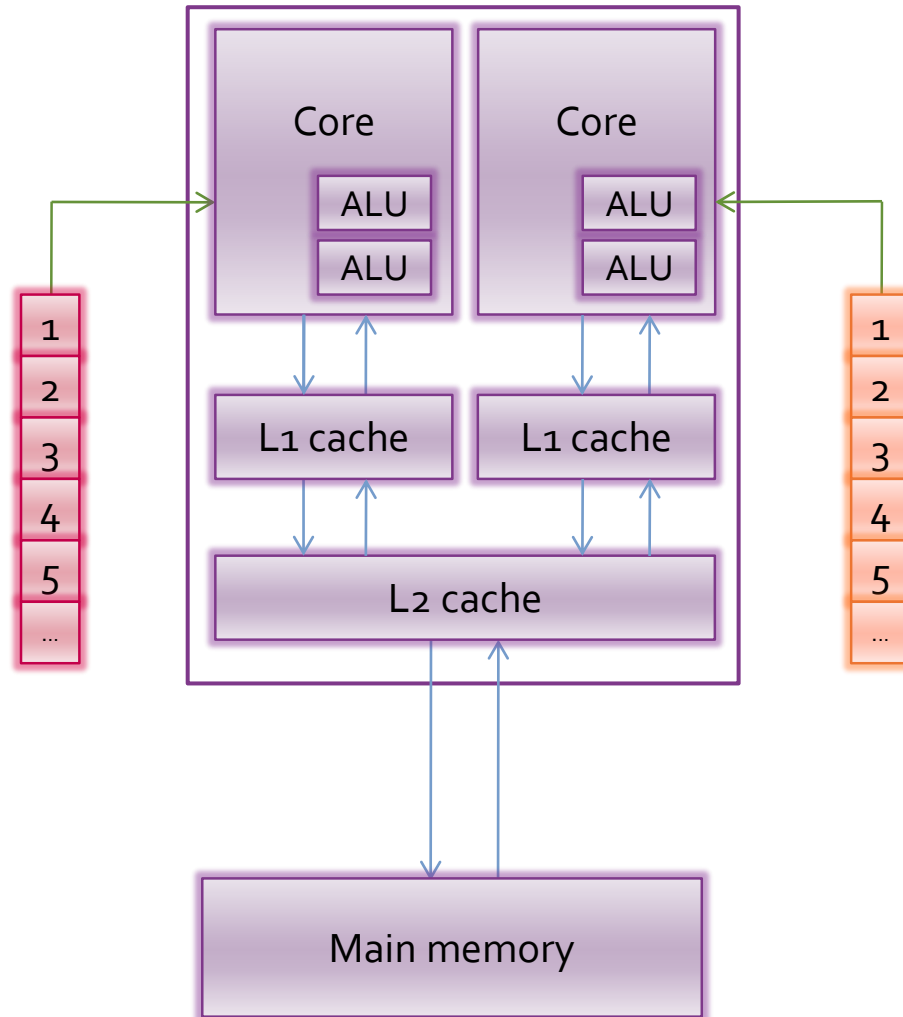 Core
Core
ALU
ALU
ALU
ALU
1
2
3
4
5
...
1
2
3
4
5
...
L1 cache
L1 cache
L2 cache
Main memory